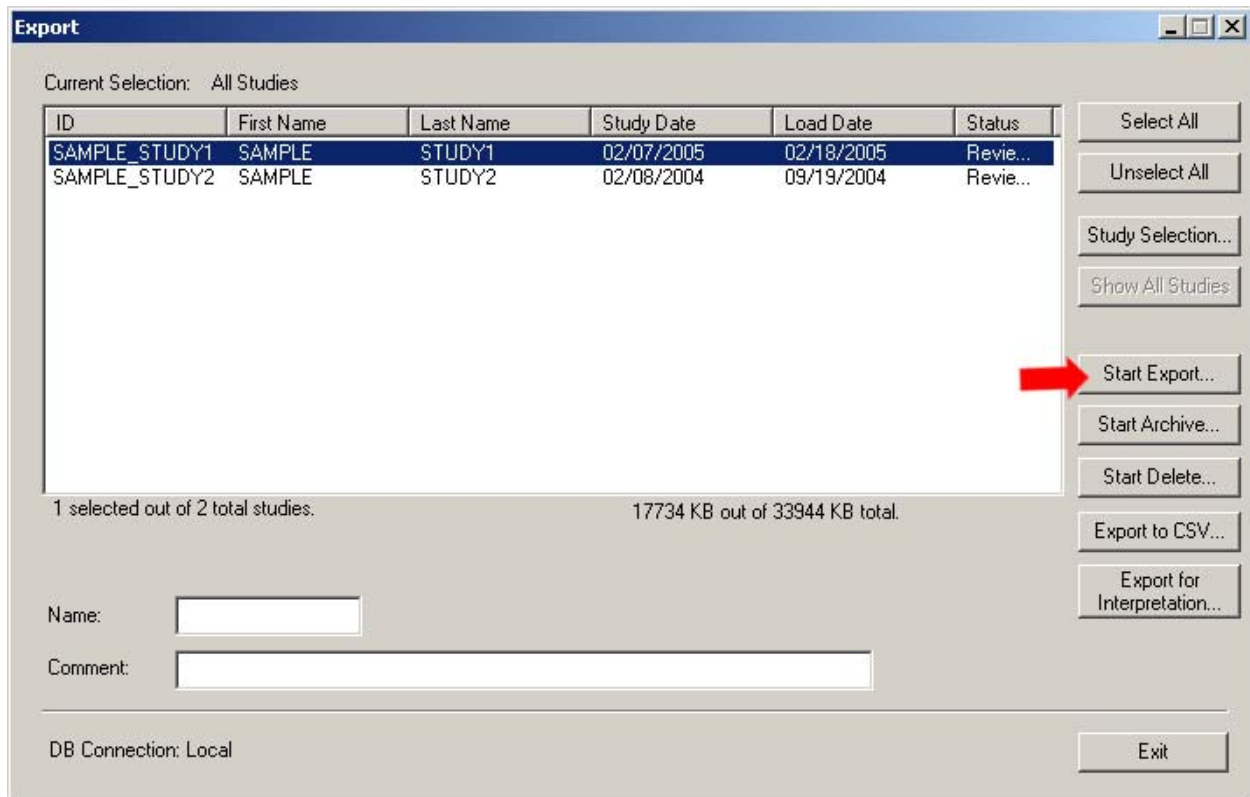 Export
Current Selection: All Studies
ID First Name Last Name Study Date Load Date Status
SAMPLE_STUDY1 SAMPLE STUDY1 02/07/2005 02/18/2005 Revie...
SAMPLE_STUDY2 SAMPLE STUDY2 02/08/2004 09/19/2004 Revie...
1 selected out of 2 total studies. 17734 KB out of 33944 KB total.
Select All
Unselect All
Study Selection...
Show All Studies
Start Export...
Start Archive...
Start Delete...
Export to CSV...
Export for
Interpretation...
Name:
Comment:
DB Connection: Local
Exit